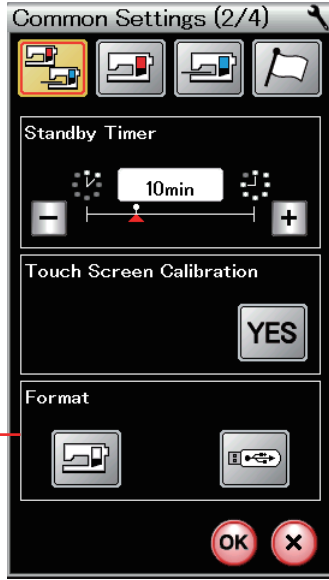 Common Settings (2/4)
Standby Timer
10min
Touch Screen Calibration
YES
Format
OK